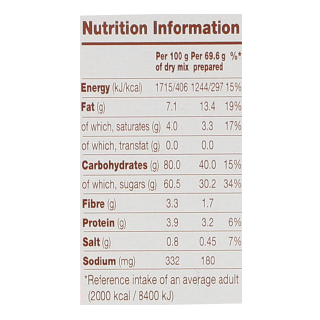 Nutrition Information
Per 100 g Per 69.6 g %*
of dry mix prepared
Energy (kJ/kcal) 1715/406 1244/297 15%
Fat (g) 7.1 13.4 19%
of which, saturates (g) 4.0 3.3 17%
of which, transfat (g) 0.0 0.0
Carbohydrates (g) 80.0 40.0 15%
of which, sugars (g) 60.5 30.2 34%
Fibre (g) 3.3 1.7
Protein (g) 3.9 3.2 6%
Salt (g) 0.8 0.45 7%
Sodium (mg) 332 180
*Reference intake of an average adult
(2000 kcal / 8400 kJ)